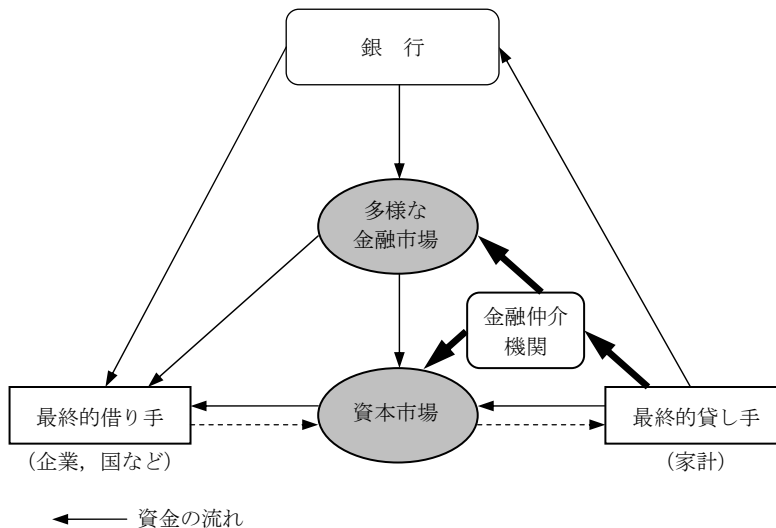 銀　行
多様な
金融市場
金融仲介
機関
最終的借り手
資本市場
最終的貸し手
（企業，国など）
（家計）
資金の流れ